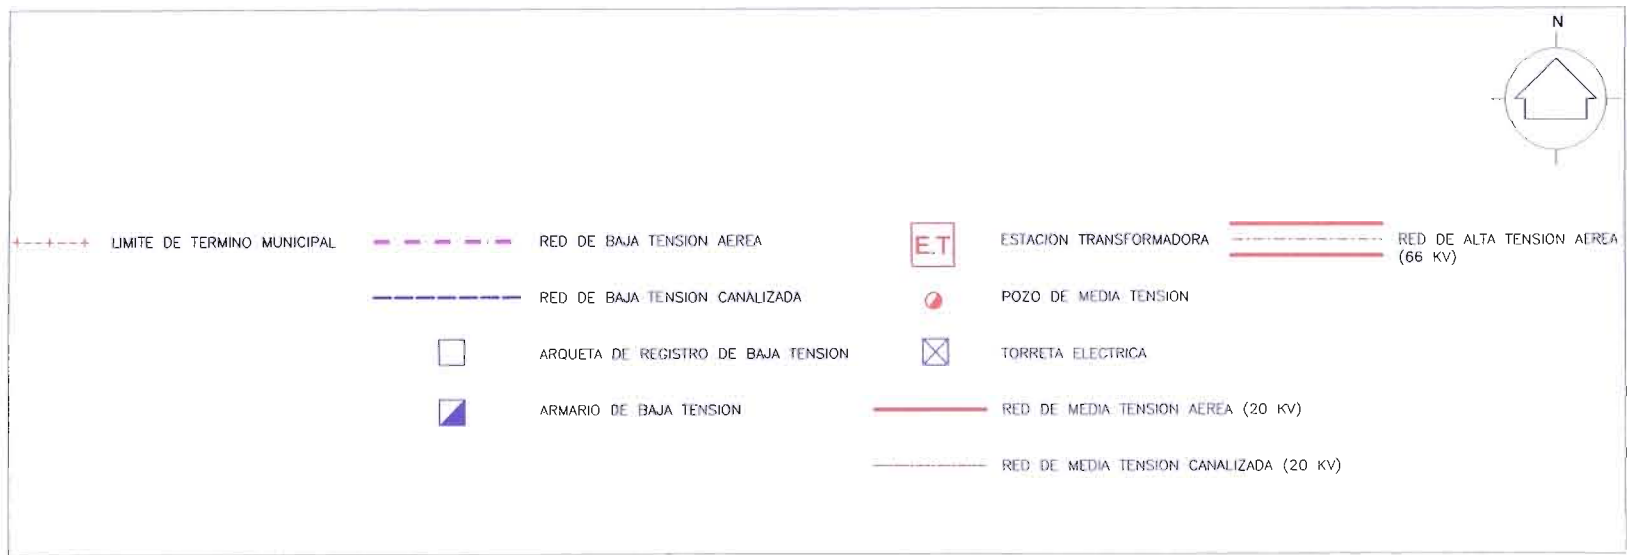 N
LIMITE DE TERMINO MUNICIPAL
RED DE BAJA TENSION AEREA
RED DE BAJA TENSION CANALIZADA
ARQUETA DE REGISTRO DE BAJA TENSION
ARMARIO DE BAJA TENSION
E.T
ESTACION TRANSFORMADORA
POZO DE MEDIA TENSION
TORRETA ELECTRICA
RED DE MEDIA TENSION AEREA (20 KV)
RED DE MEDIA TENSION CANALIZADA (20 KV)
RED DE ALTA TENSION AEREA
(66 KV)